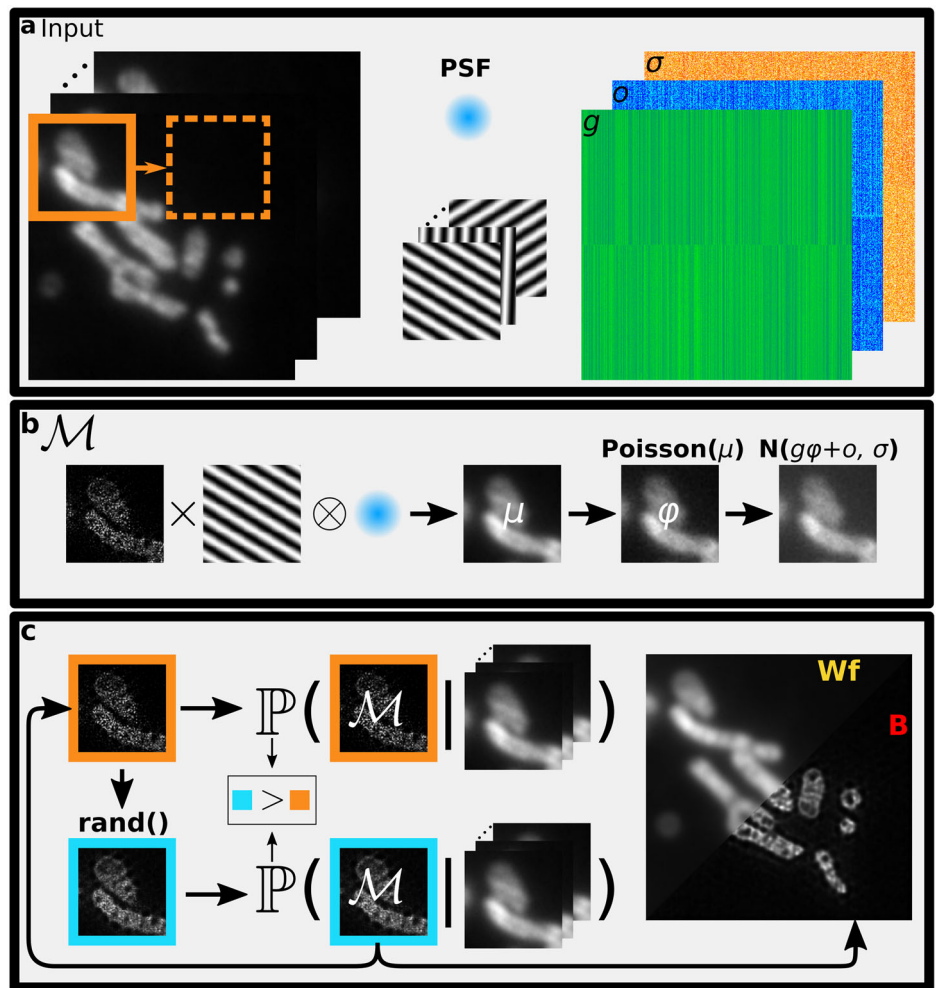 a Input
PSF
σ
o
g
b ℳ
Poisson(μ) N(gφ+o, σ)
× ⊗ μ φ
c
ℙ( ℳ | )
Wf
B
>
rand()
ℙ( ℳ | )